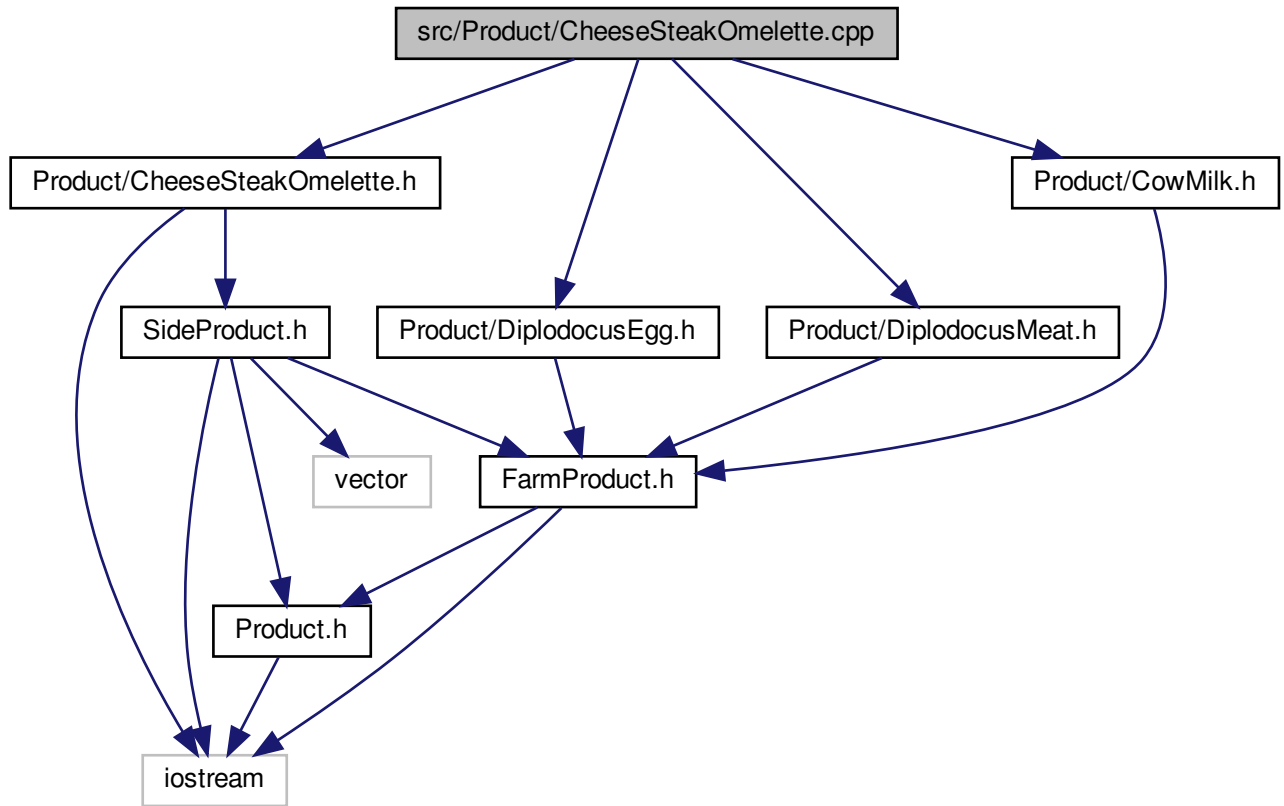 src/Product/CheeseSteakOmelette.cpp
Product/CheeseSteakOmelette.h
Product/CowMilk.h
SideProduct.h
Product/DiplodocusEgg.h
Product/DiplodocusMeat.h
vector
FarmProduct.h
Product.h
iostream